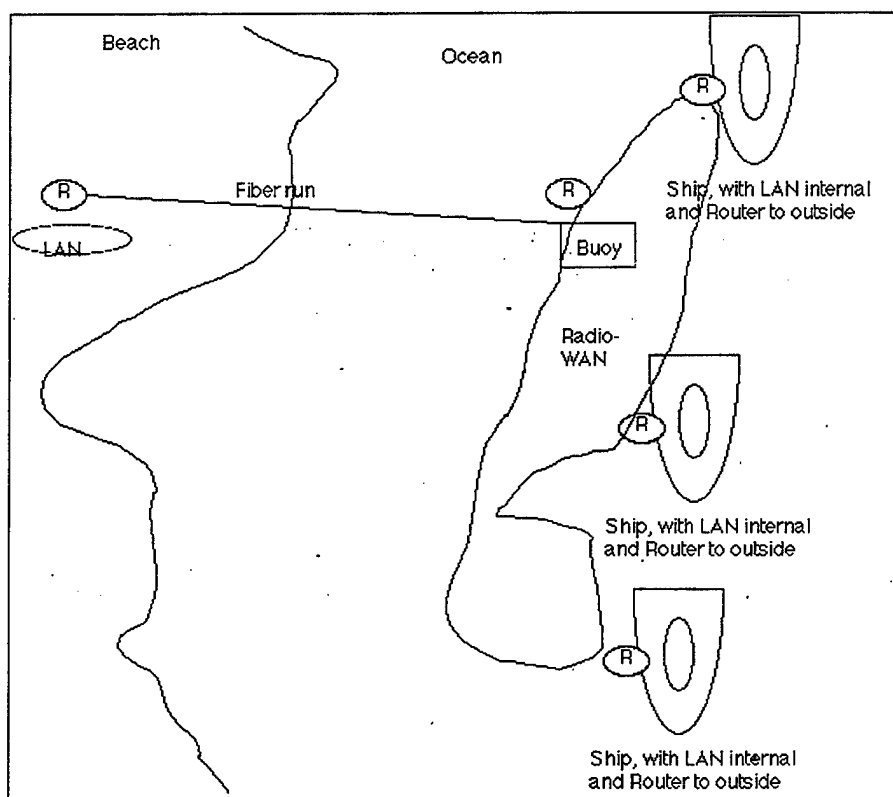 Beach
Ocean
R
R
Fiber run
R
Ship, with LAN internal
and Router to outside
LAN
Buoy
Radio-
WAN
R
Ship, with LAN internal
and Router to outside
R
Ship, with LAN internal
and Router to outside